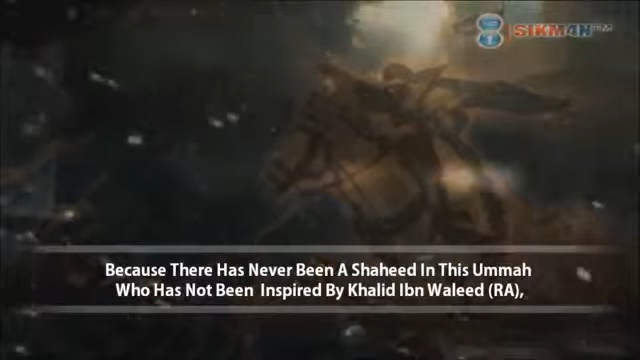 SIKM4N™
Because There Has Never Been A Shaheed In This Ummah
Who Has Not Been Inspired By Khalid Ibn Waleed (RA),